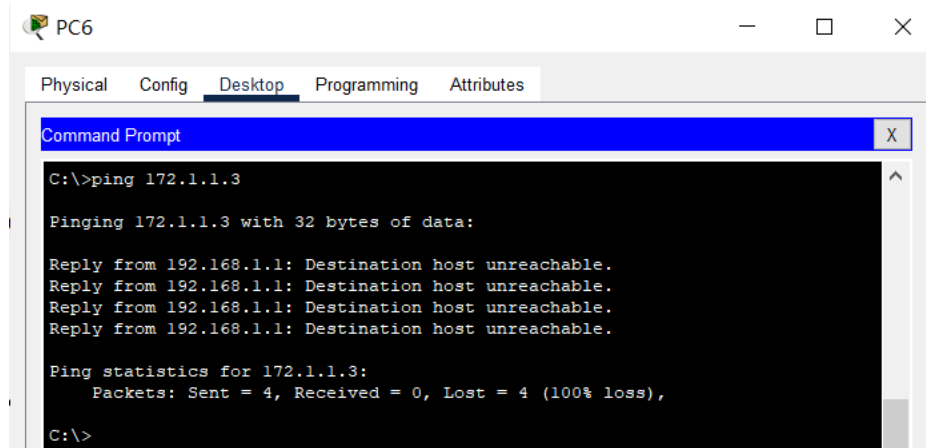 PC6
Physical Config Desktop Programming Attributes
Command Prompt X
C:\>ping 172.1.1.3
Pinging 172.1.1.3 with 32 bytes of data:
Reply from 192.168.1.1: Destination host unreachable.
Reply from 192.168.1.1: Destination host unreachable.
Reply from 192.168.1.1: Destination host unreachable.
Reply from 192.168.1.1: Destination host unreachable.
Ping statistics for 172.1.1.3:
Packets: Sent = 4, Received = 0, Lost = 4 (100% loss),
C:\>